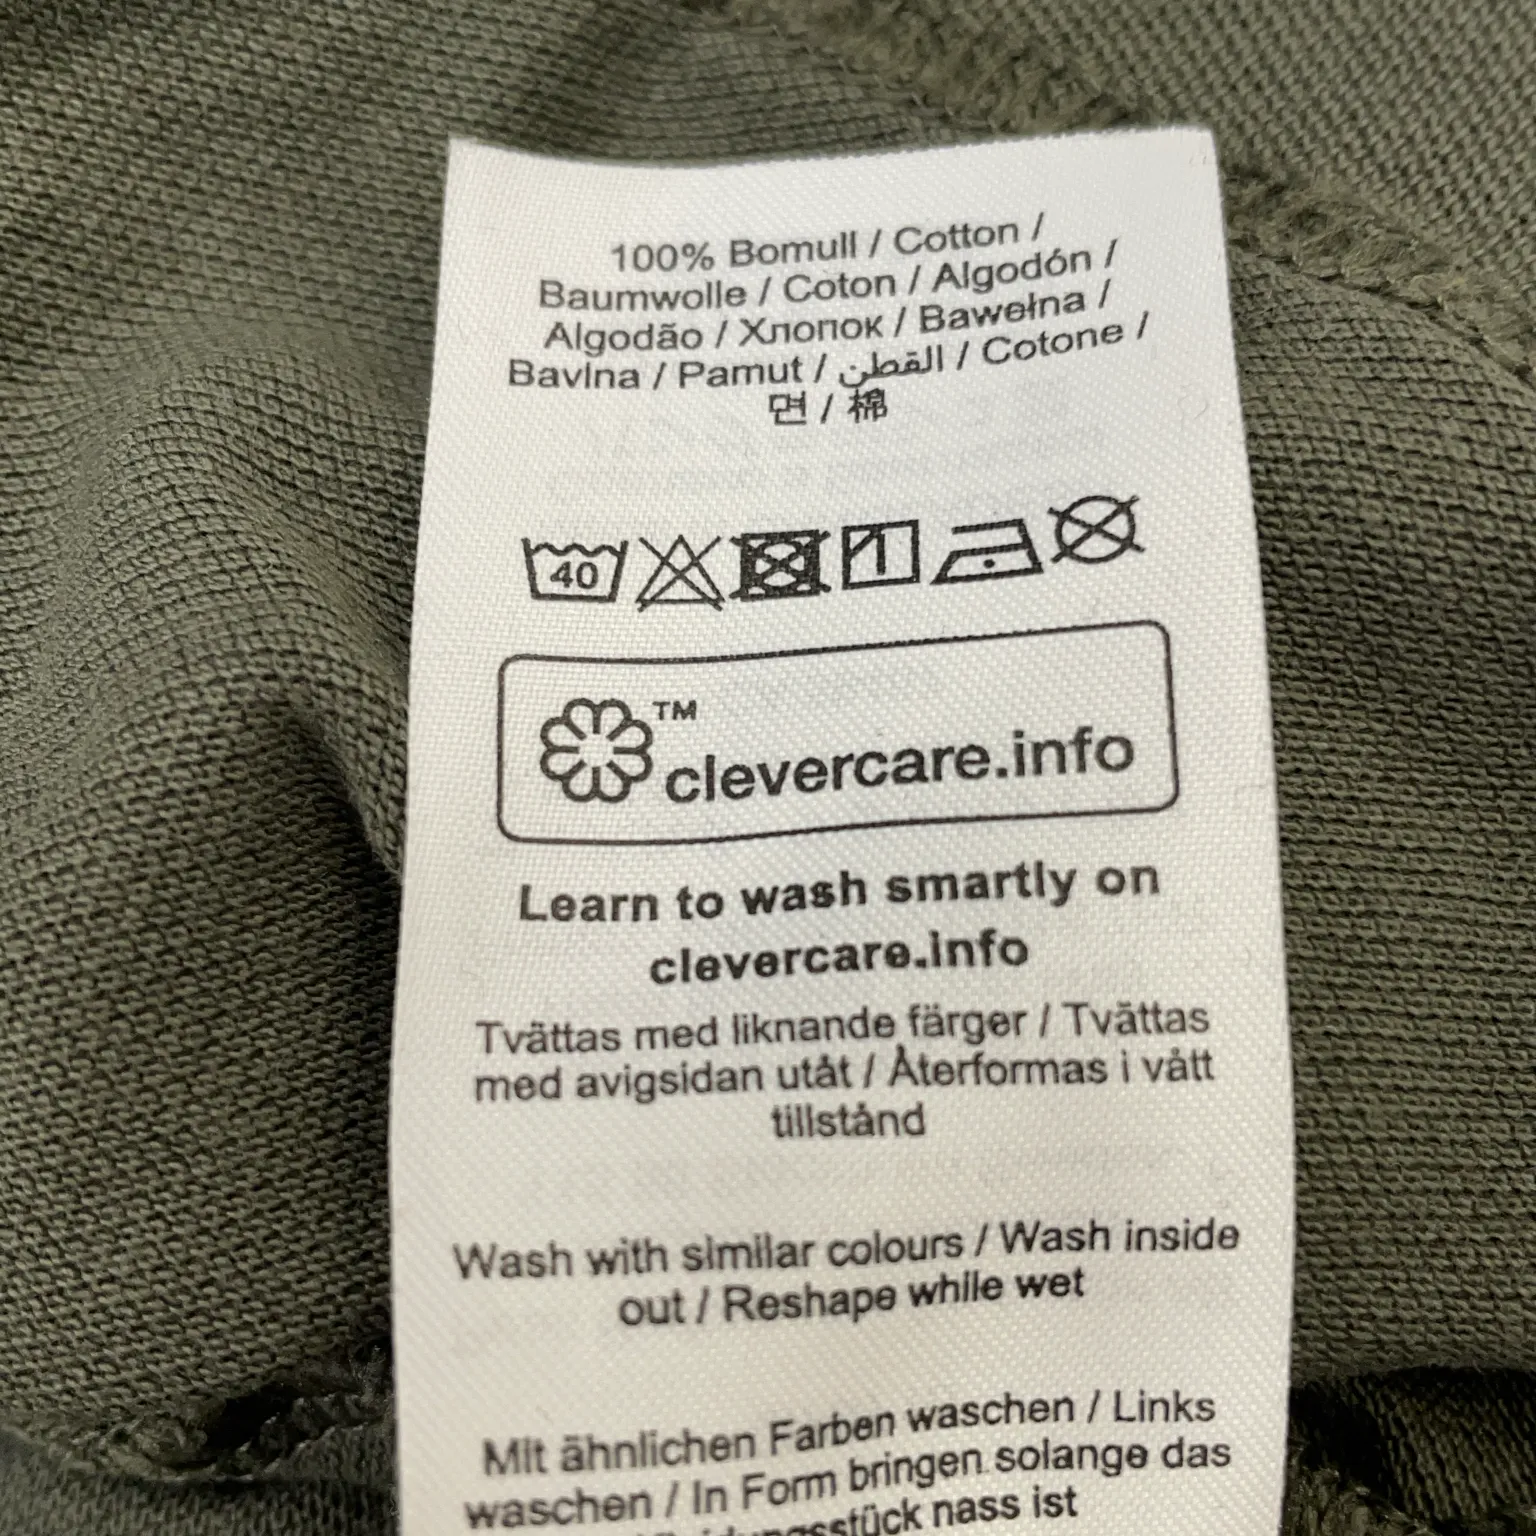 100% Bomull / Cotton /
Baumwolle / Coton / Algodón /
Algodão / Хлопок / Bawełna /
Bavlna / Pamut / القطن / Cotone /
면 / 棉
40
™
clevercare.info
Learn to wash smartly on
clevercare.info
Tvättas med liknande färger / Tvättas
med avigsidan utåt / Återformas i vått
tillstånd
Wash with similar colours / Wash inside
out / Reshape while wet
Mit ähnlichen Farben waschen / Links
waschen / In Form bringen solange das
nass ist